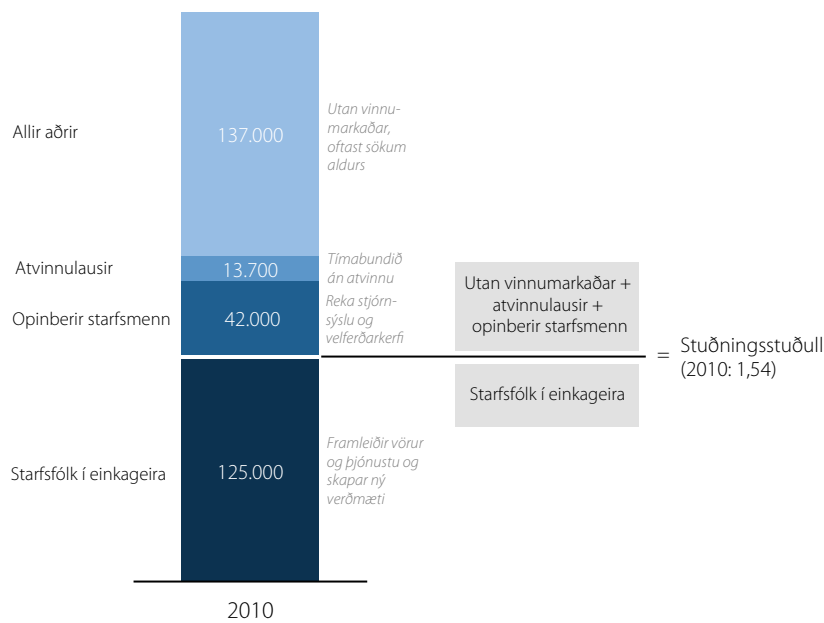 Allir aðrir
137.000
Utan vinnu-
markaðar,
oftast sökum
aldurs
Atvinnulausir
13.700
Tímabundið
án atvinnu
Opinberir starfsmenn
42.000
Reka stjórn-
sýslu og
velferðarkerfi
Starfsfólk í einkageira
125.000
Framleiðir vörur
og þjónustu og
skapar ný
verðmæti
2010
Utan vinnumarkaðar +
atvinnulausir +
opinberir starfsmenn
Starfsfólk í einkageira
= Stuðningsstuðull
(2010: 1,54)